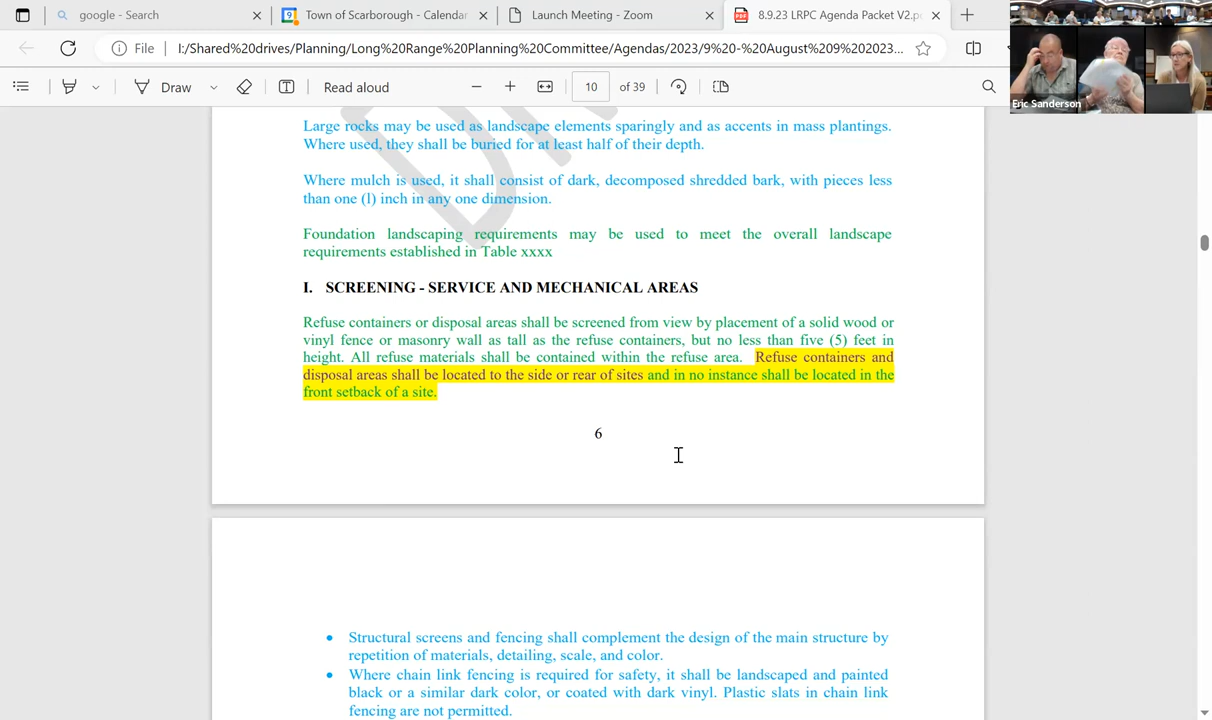 google - Search
Town of Scarborough - Calendar
Launch Meeting - Zoom
8.9.23 LRPC Agenda Packet V2.p
File
I:/Shared%20drives/Planning/Long%20Range%20Planning%20Committee/Agendas/2023/9%20-%20August%209%202023...
Draw
Read aloud
10 of 39
Eric Sanderson
Large rocks may be used as landscape elements sparingly and as accents in mass plantings.
Where used, they shall be buried for at least half of their depth.
Where mulch is used, it shall consist of dark, decomposed shredded bark, with pieces less
than one (l) inch in any one dimension.
Foundation landscaping requirements may be used to meet the overall landscape
requirements established in Table xxxx
I. SCREENING - SERVICE AND MECHANICAL AREAS
Refuse containers or disposal areas shall be screened from view by placement of a solid wood or
vinyl fence or masonry wall as tall as the refuse containers, but no less than five (5) feet in
height. All refuse materials shall be contained within the refuse area. Refuse containers and
disposal areas shall be located to the side or rear of sites and in no instance shall be located in the
front setback of a site.
6
• Structural screens and fencing shall complement the design of the main structure by
repetition of materials, detailing, scale, and color.
• Where chain link fencing is required for safety, it shall be landscaped and painted
black or a similar dark color, or coated with dark vinyl. Plastic slats in chain link
fencing are not permitted.